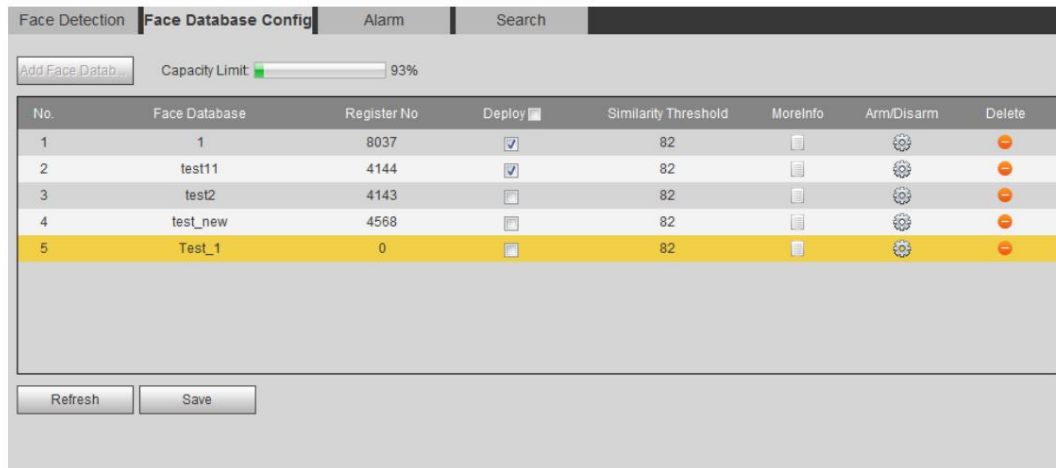 Face Detection Face Database Config Alarm Search
Add Face Datab... Capacity Limit: 93%
No. Face Database Register No Deploy Similarity Threshold MoreInfo Arm/Disarm Delete
1 1 8037 82
2 test11 4144 82
3 test2 4143 82
4 test_new 4568 82
5 Test_1 0 82
Refresh Save